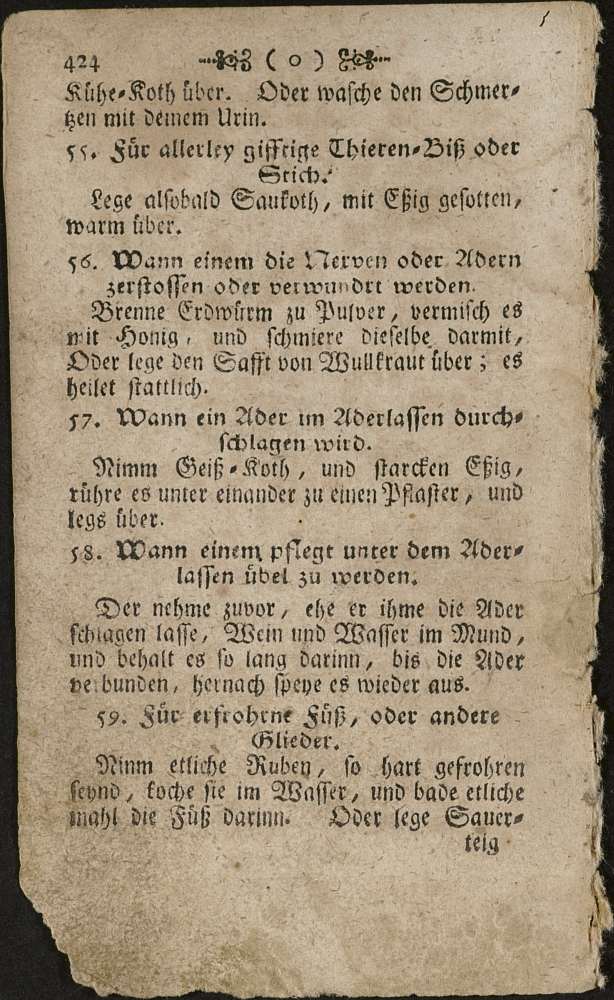 5
424 ( o )
Kühe-Koth über. Oder wasche den Schmer-
tzen mit deinem Urin.
55. Für allerley gifftige Thieren-Biß oder
Stich.
Lege alsobald Saukoth, mit Eßig gesotten,
warm über.
56. Wann einem die Nerven oder Adern
zerstossen oder verwundrt werden.
Brenne Erdwürm zu Pulver, vermisch es
mit Honig, und schmiere dieselbe darmit,
Oder lege den Safft von Wullkraut über; es
heilet stattlich.
57. Wann ein Ader im Aderlassen durch-
schlagen wird.
Nimm Geiß-Koth, und starcken Eßig,
rühre es unter einander zu einen Pflaster, und
legs über.
58. Wann einem pflegt unter dem Ader-
lassen übel zu werden.
Der nehme zuvor, ehe er ihme die Ader
schlagen lasse, Wein und Wasser im Mund,
und behalt es so lang darinn, bis die Ader
verbunden, hernach speye es wieder aus.
59. Für erfrohrne Füß, oder andere
Glieder.
Nimm etliche Ruben, so hart gefrohren
seynd, koche sie im Wasser, und bade etliche
mahl die Füß darinn. Oder lege Sauer-
teig